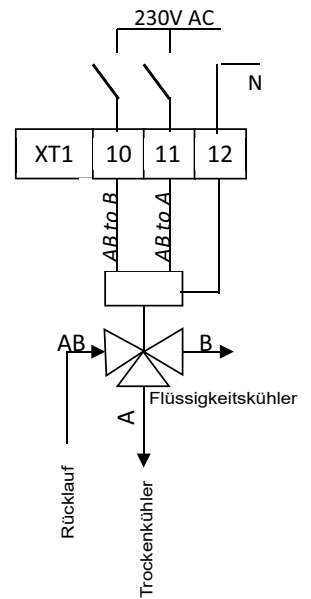 230V AC
N
XT1 10 11 12
AB to B
AB to A
AB
B
Flüssigkeitskühler
A
Rücklauf
Trockenkühler